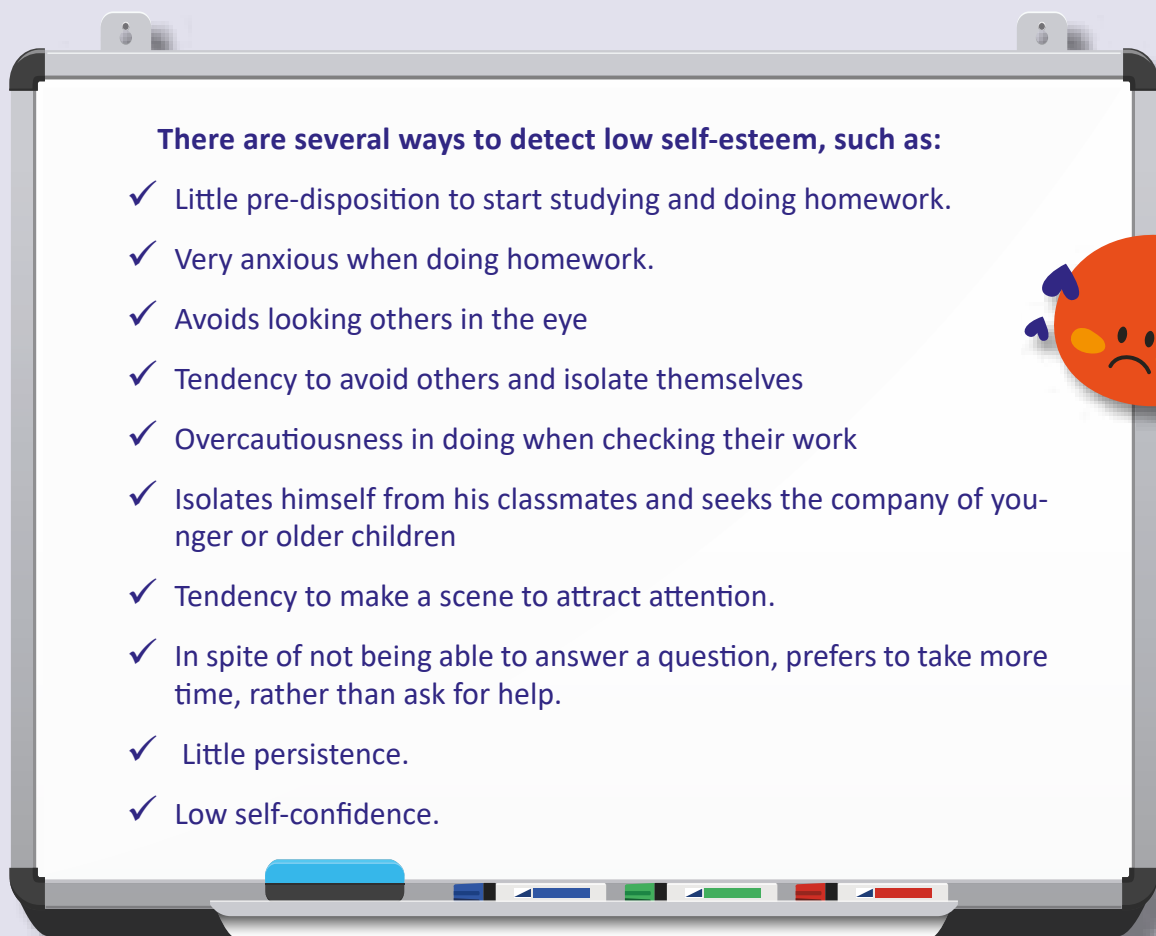 There are several ways to detect low self-esteem, such as:
✓ Little pre-disposition to start studying and doing homework.
✓ Very anxious when doing homework.
✓ Avoids looking others in the eye
✓ Tendency to avoid others and isolate themselves
✓ Overcautiousness in doing when checking their work
✓ Isolates himself from his classmates and seeks the company of you-
nger or older children
✓ Tendency to make a scene to attract attention.
✓ In spite of not being able to answer a question, prefers to take more
time, rather than ask for help.
✓ Little persistence.
✓ Low self-confidence.